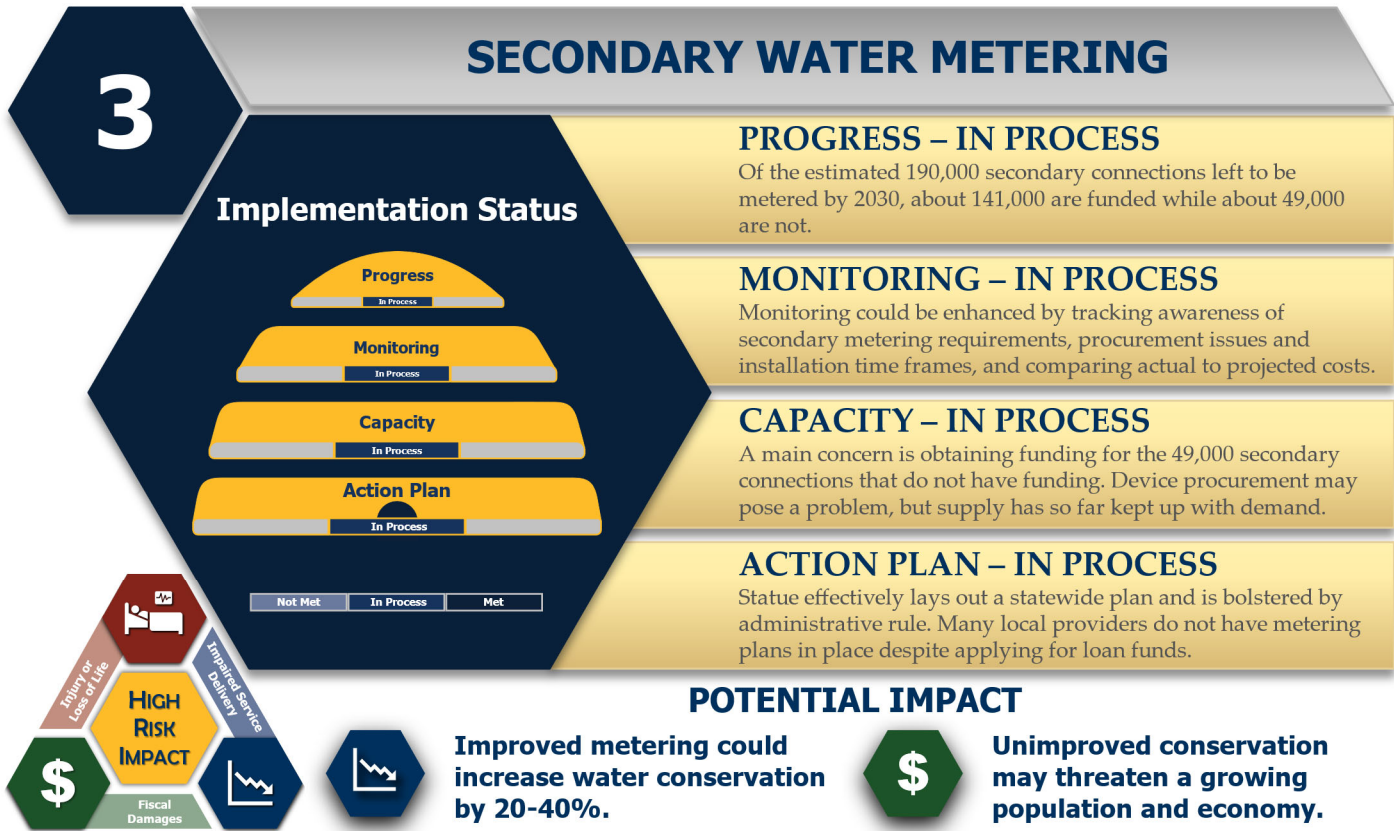 3
SECONDARY WATER METERING
Implementation Status
Progress
In Process
Monitoring
In Process
Capacity
In Process
Action Plan
In Process
Not Met
In Process
Met
PROGRESS – IN PROCESS
Of the estimated 190,000 secondary connections left to be
metered by 2030, about 141,000 are funded while about 49,000
are not.
MONITORING – IN PROCESS
Monitoring could be enhanced by tracking awareness of
secondary metering requirements, procurement issues and
installation time frames, and comparing actual to projected costs.
CAPACITY – IN PROCESS
A main concern is obtaining funding for the 49,000 secondary
connections that do not have funding. Device procurement may
pose a problem, but supply has so far kept up with demand.
ACTION PLAN – IN PROCESS
Statue effectively lays out a statewide plan and is bolstered by
administrative rule. Many local providers do not have metering
plans in place despite applying for loan funds.
Injury or
Loss of Life
Impaired Service
Delivery
HIGH
RISK
IMPACT
$
Fiscal
Damages
POTENTIAL IMPACT
Improved metering could
increase water conservation
by 20-40%.
$
Unimproved conservation
may threaten a growing
population and economy.